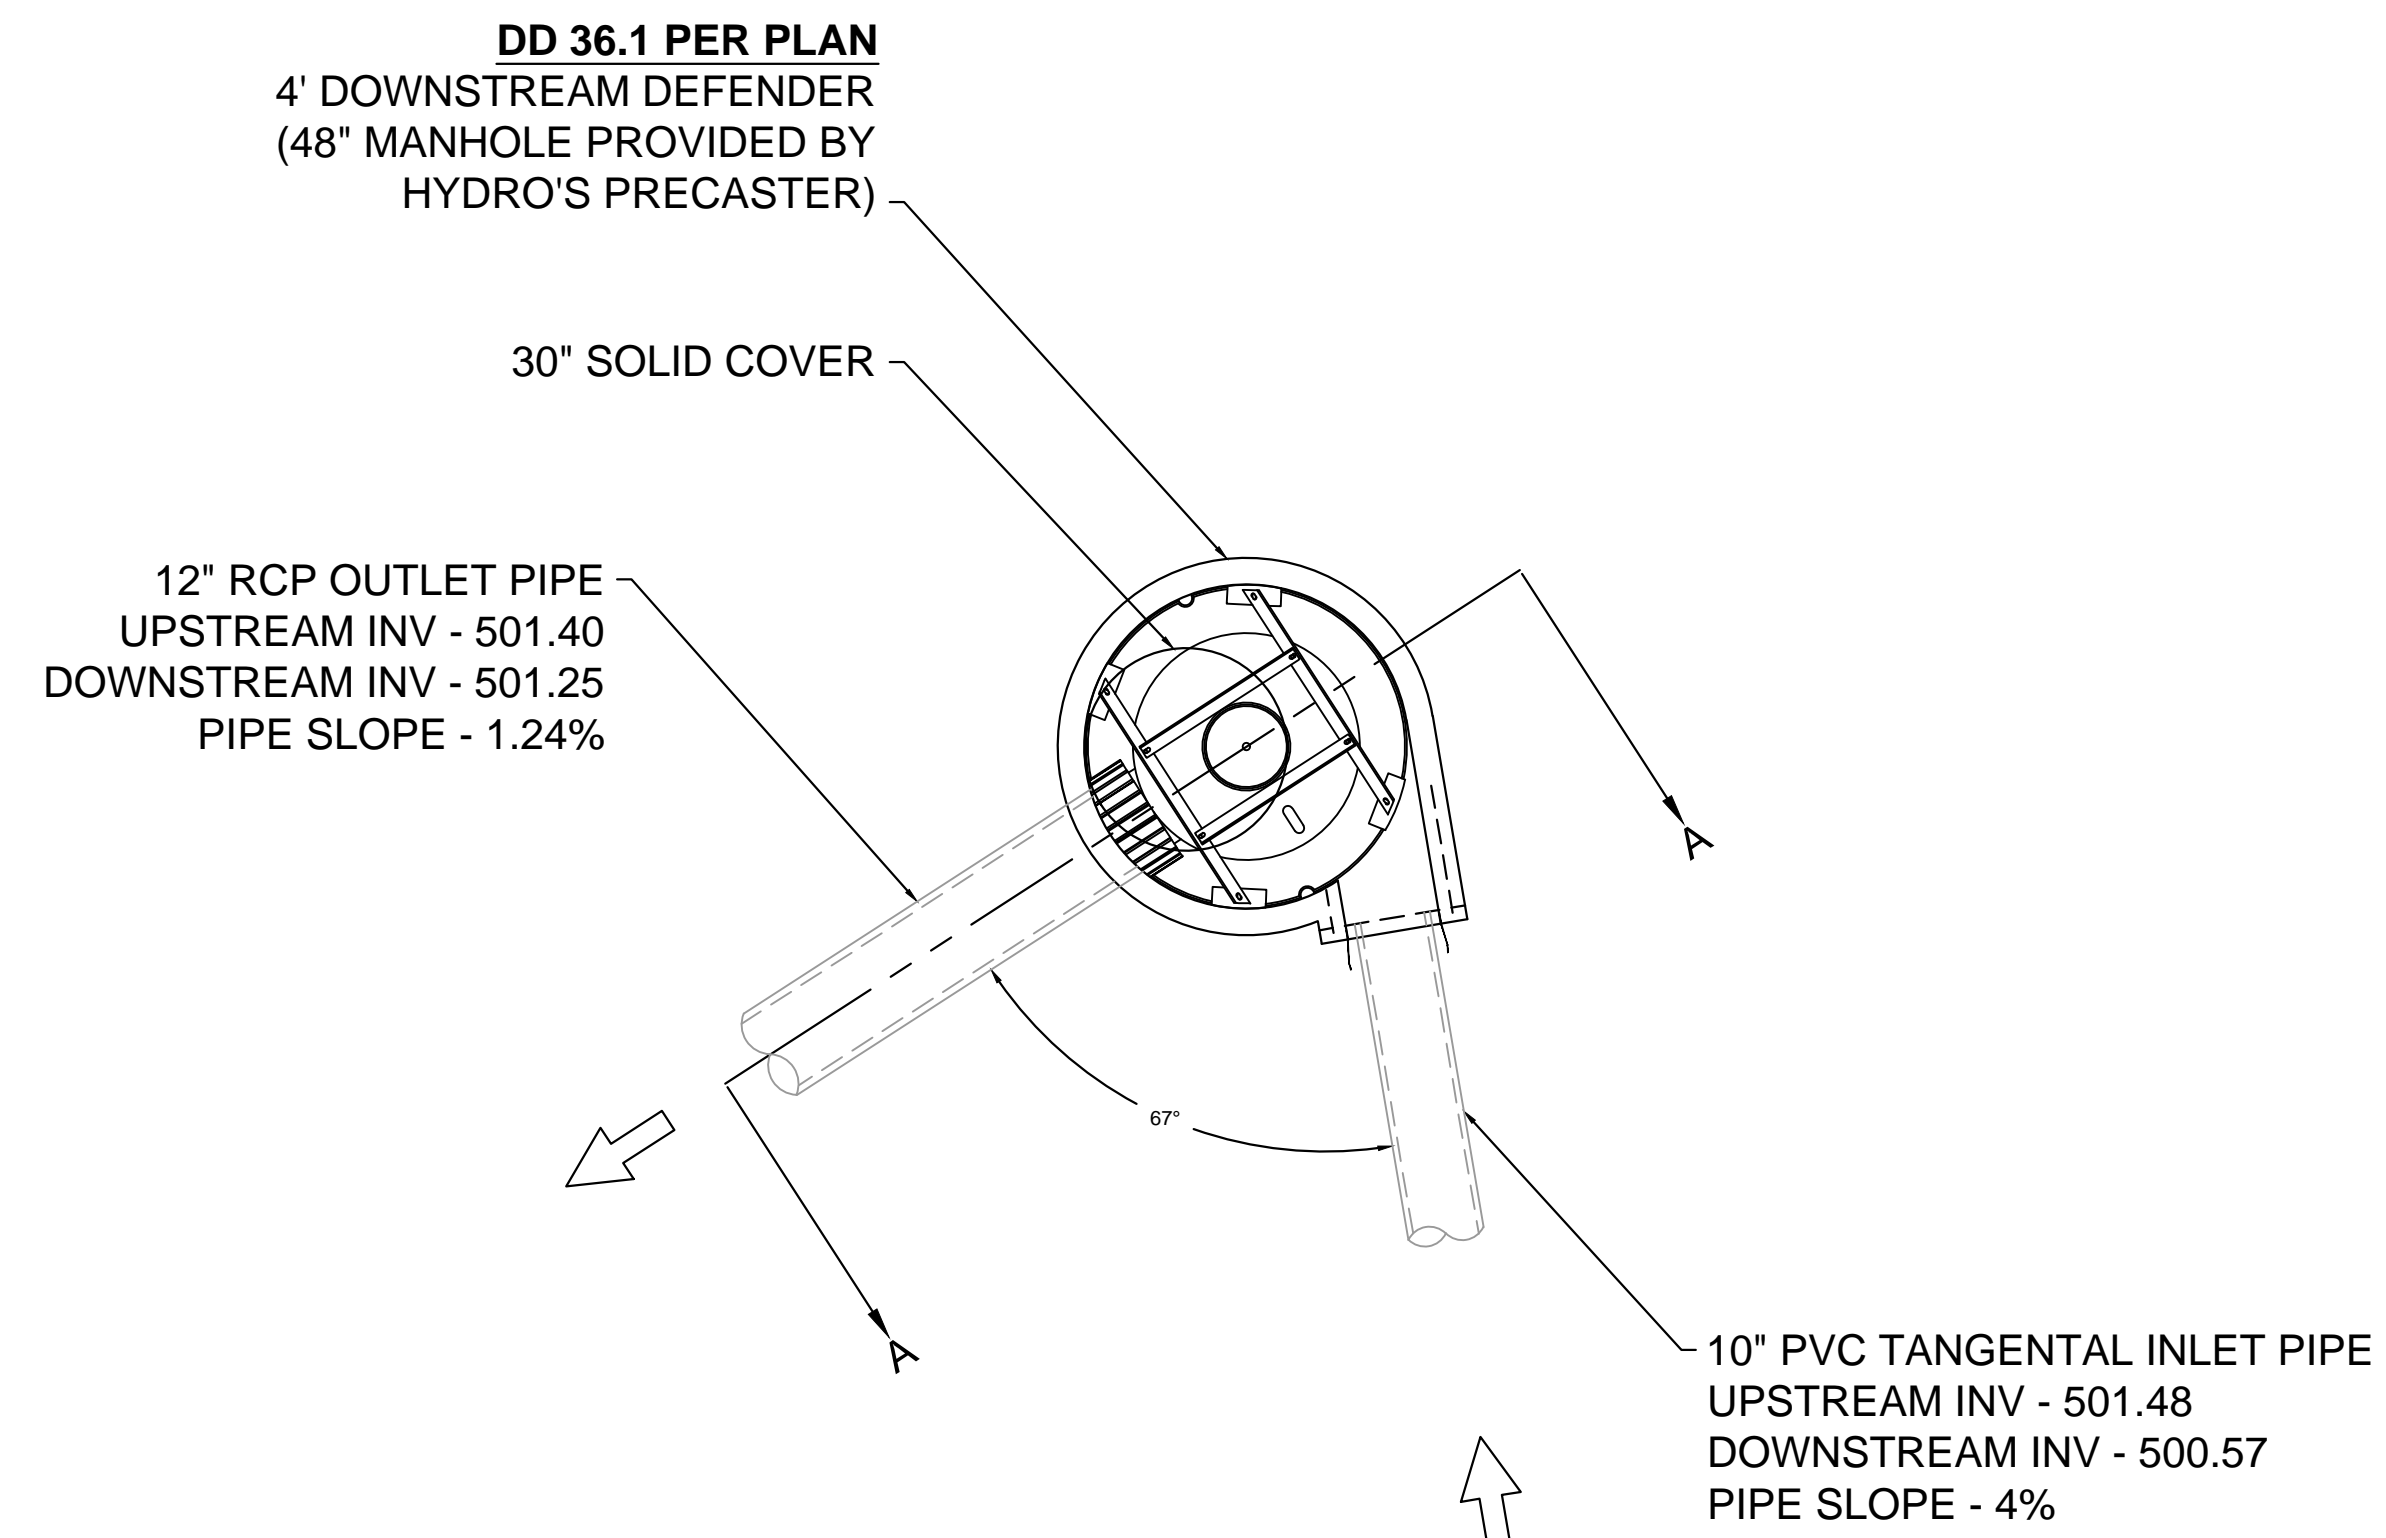 DD 36.1 PER PLAN
4' DOWNSTREAM DEFENDER
(48" MANHOLE PROVIDED BY
HYDRO'S PRECASTER)
30" SOLID COVER
12" RCP OUTLET PIPE
UPSTREAM INV - 501.40
DOWNSTREAM INV - 501.25
PIPE SLOPE - 1.24%
A
67°
A
10" PVC TANGENTAL INLET PIPE
UPSTREAM INV - 501.48
DOWNSTREAM INV - 500.57
PIPE SLOPE - 4%